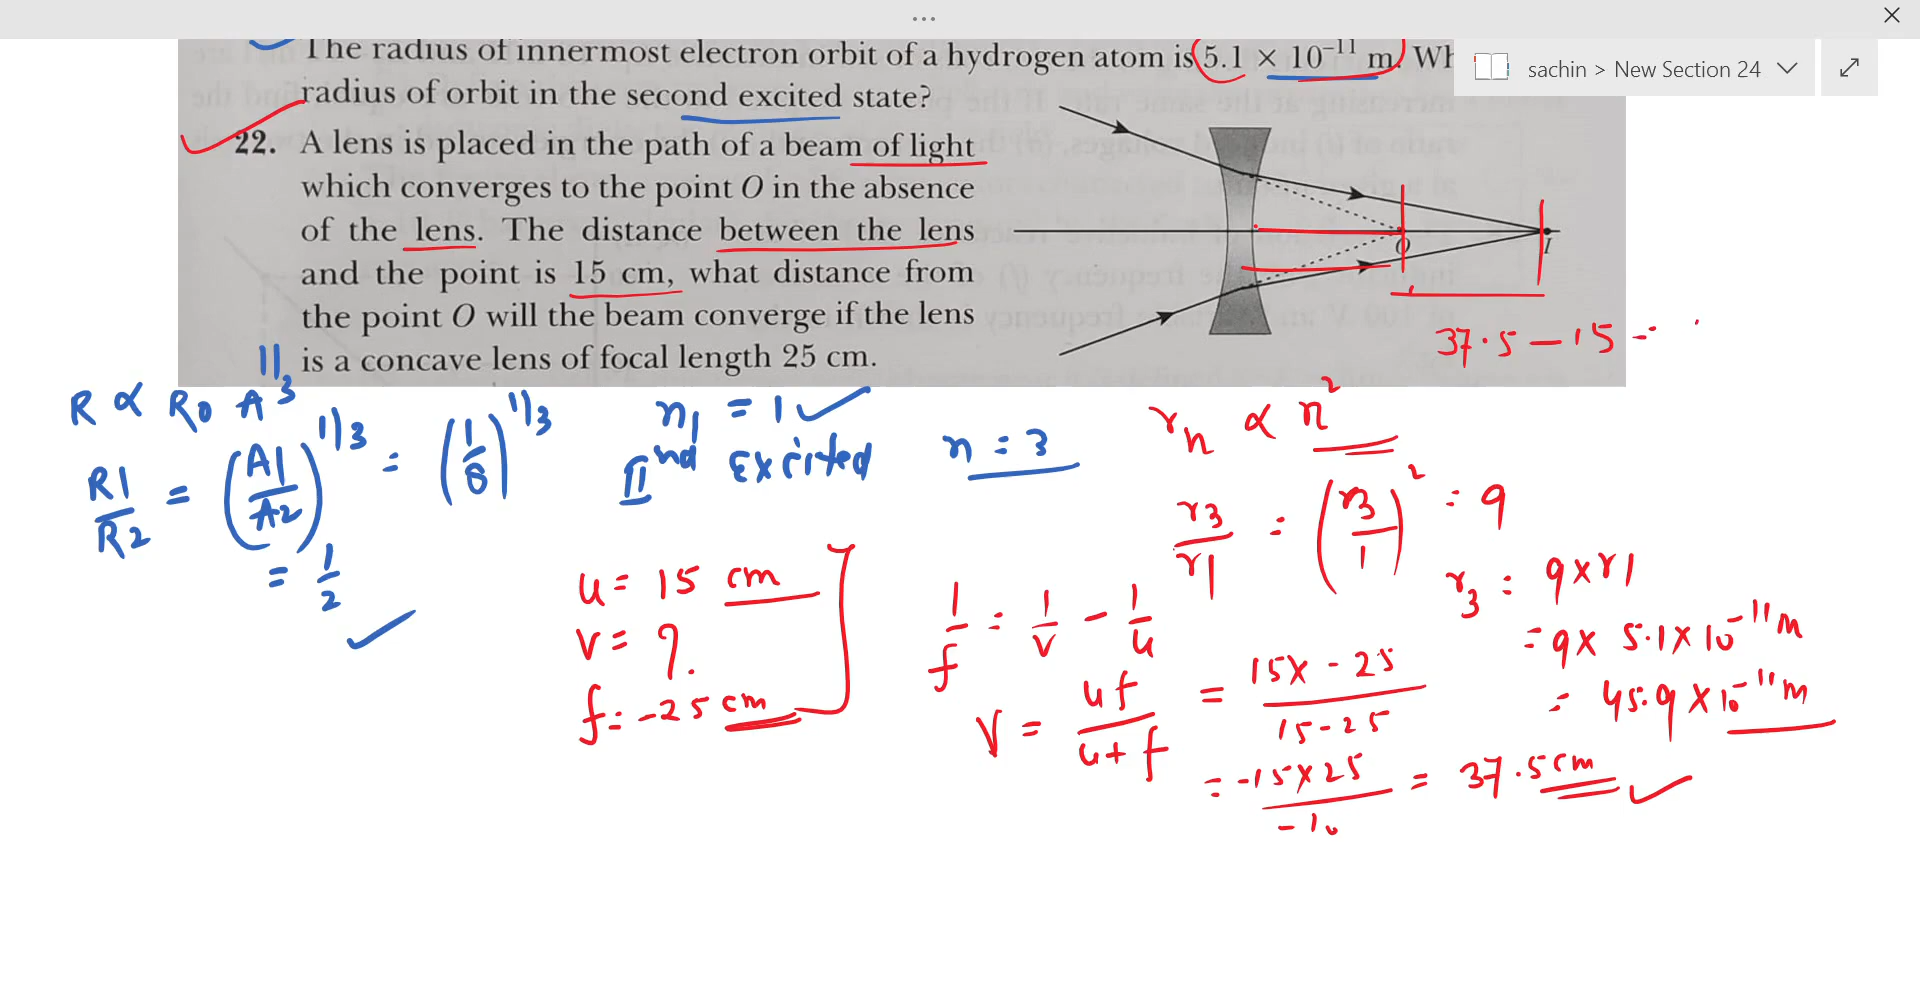 The radius of innermost electron orbit of a hydrogen atom is 5.1 × 10⁻¹¹ m. Wh
sachin > New Section 24
radius of orbit in the second excited state?
22. A lens is placed in the path of a beam of light
which converges to the point O in the absence
of the lens. The distance between the lens
and the point is 15 cm, what distance from
the point O will the beam converge if the lens
is a concave lens of focal length 25 cm.
O
I
37.5 – 15 =
R ∝ R0 A^1/3
R1/R2 = (A1/A2)^1/3 = (1/8)^1/3
= 1/2
n1 = 1
IInd Excited n = 3
rn ∝ n²
r3/r1 = (r3/1)² = 9
r3 = 9×r1
= 9× 5.1×10⁻¹¹m
= 45.9 ×10⁻¹¹m
u = 15 cm
v = ?
f = -25 cm
1/f = 1/v - 1/u
V = uf/u+f = 15×-25/15-25
= -15×25/-10 = 37.5cm